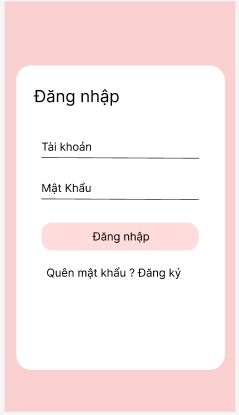 Đăng nhập
Tài khoản
Mật Khẩu
Đăng nhập
Quên mật khẩu ? Đăng ký